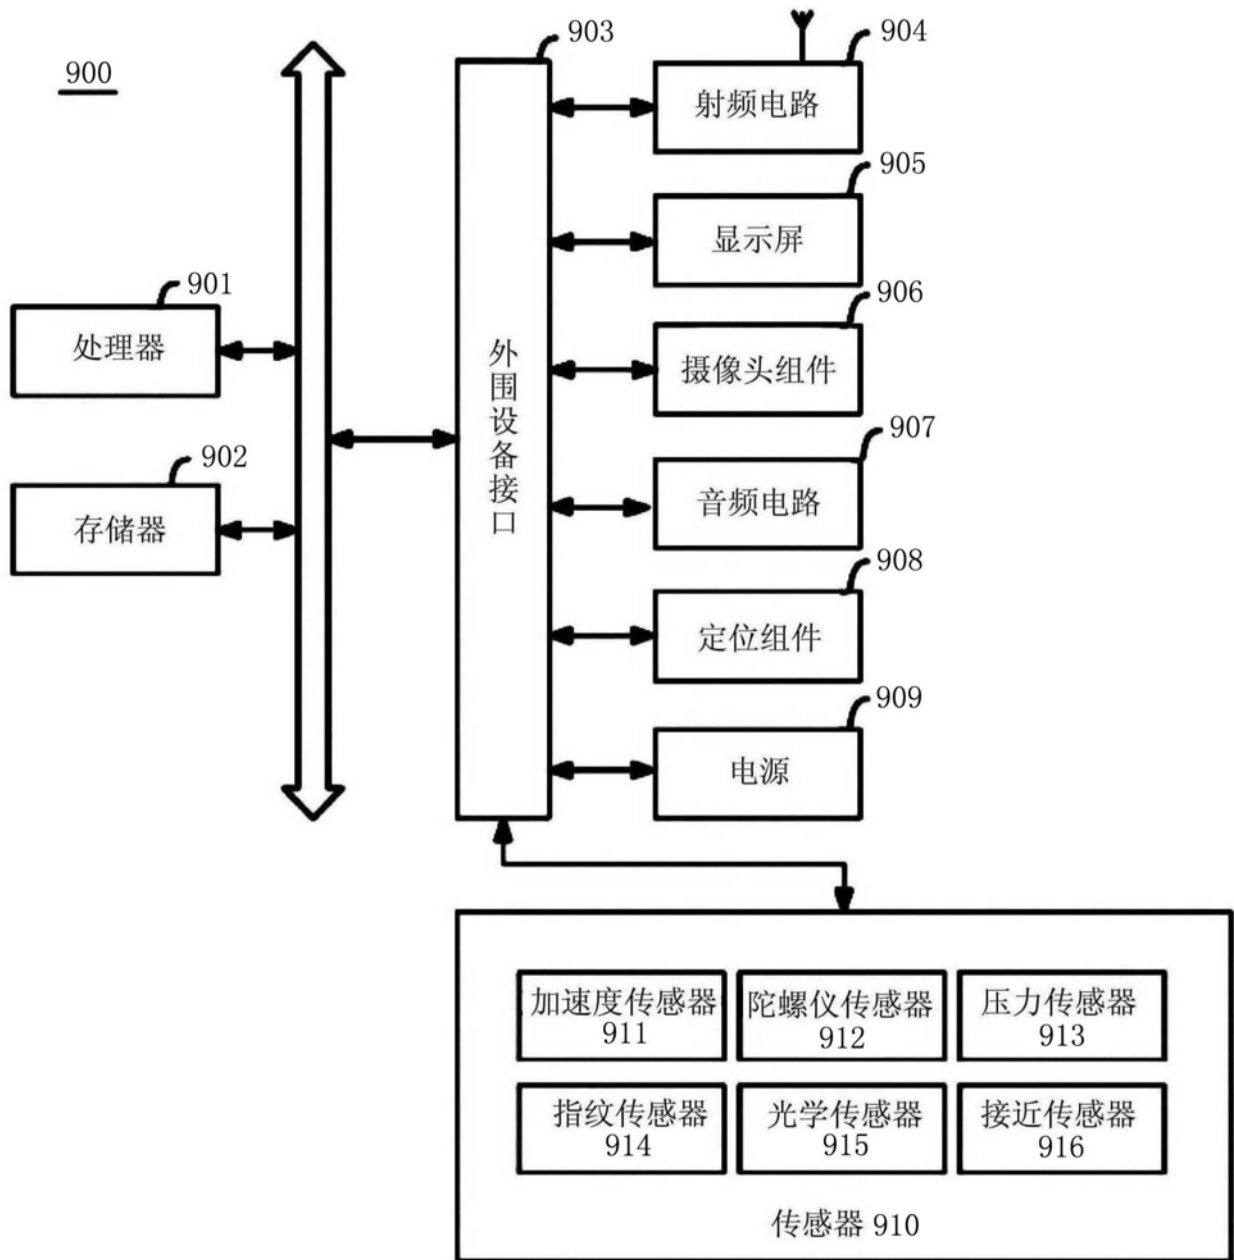 900
903
904
射频电路
905
显示屏
901
处理器
906
摄像头组件
外围设备接口
902
存储器
907
音频电路
908
定位组件
909
电源
加速度传感器
911
陀螺仪传感器
912
压力传感器
913
指纹传感器
914
光学传感器
915
接近传感器
916
传感器 910